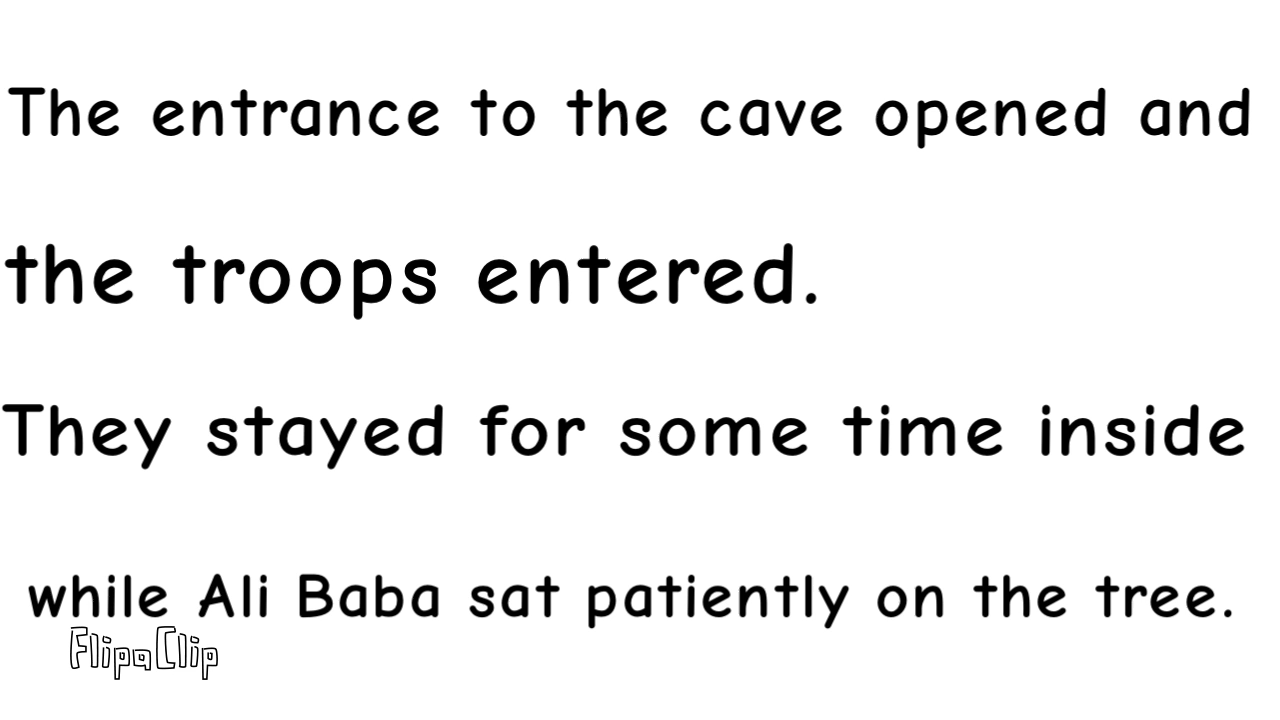 The entrance to the cave opened and
the troops entered.
They stayed for some time inside
while Ali Baba sat patiently on the tree.
FlipaClip